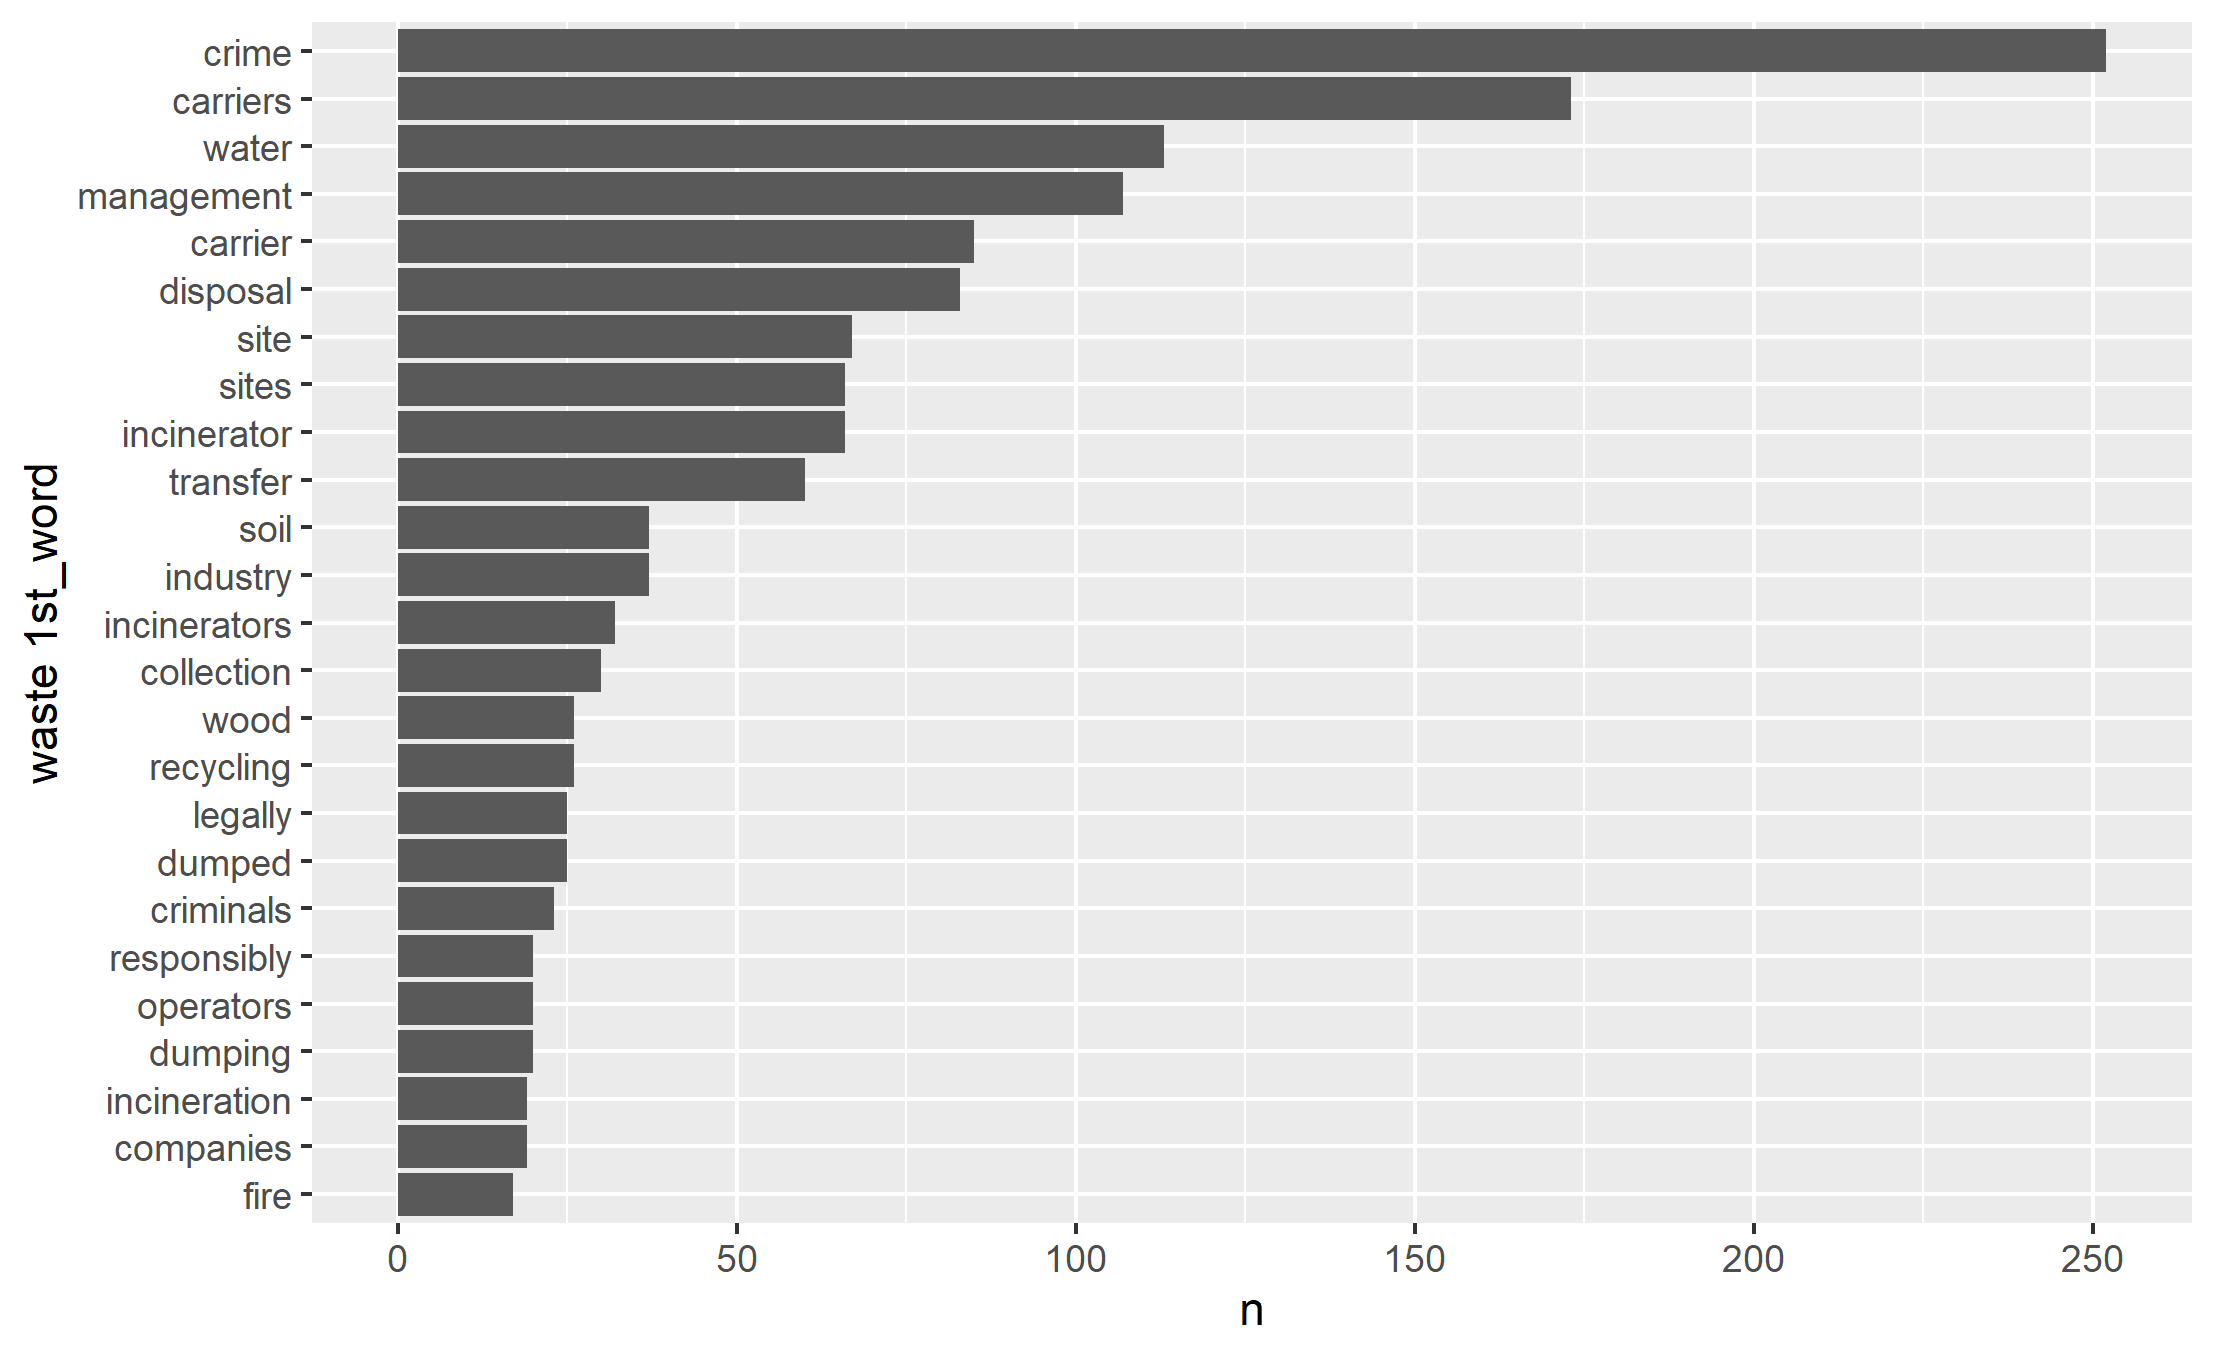 crime
carriers
water
management
carrier
disposal
site
sites
incinerator
transfer
soil
industry
incinerators
collection
wood
recycling
legally
dumped
criminals
responsibly
operators
dumping
incineration
companies
fire
waste 1st_word
0 50 100 150 200 250
n